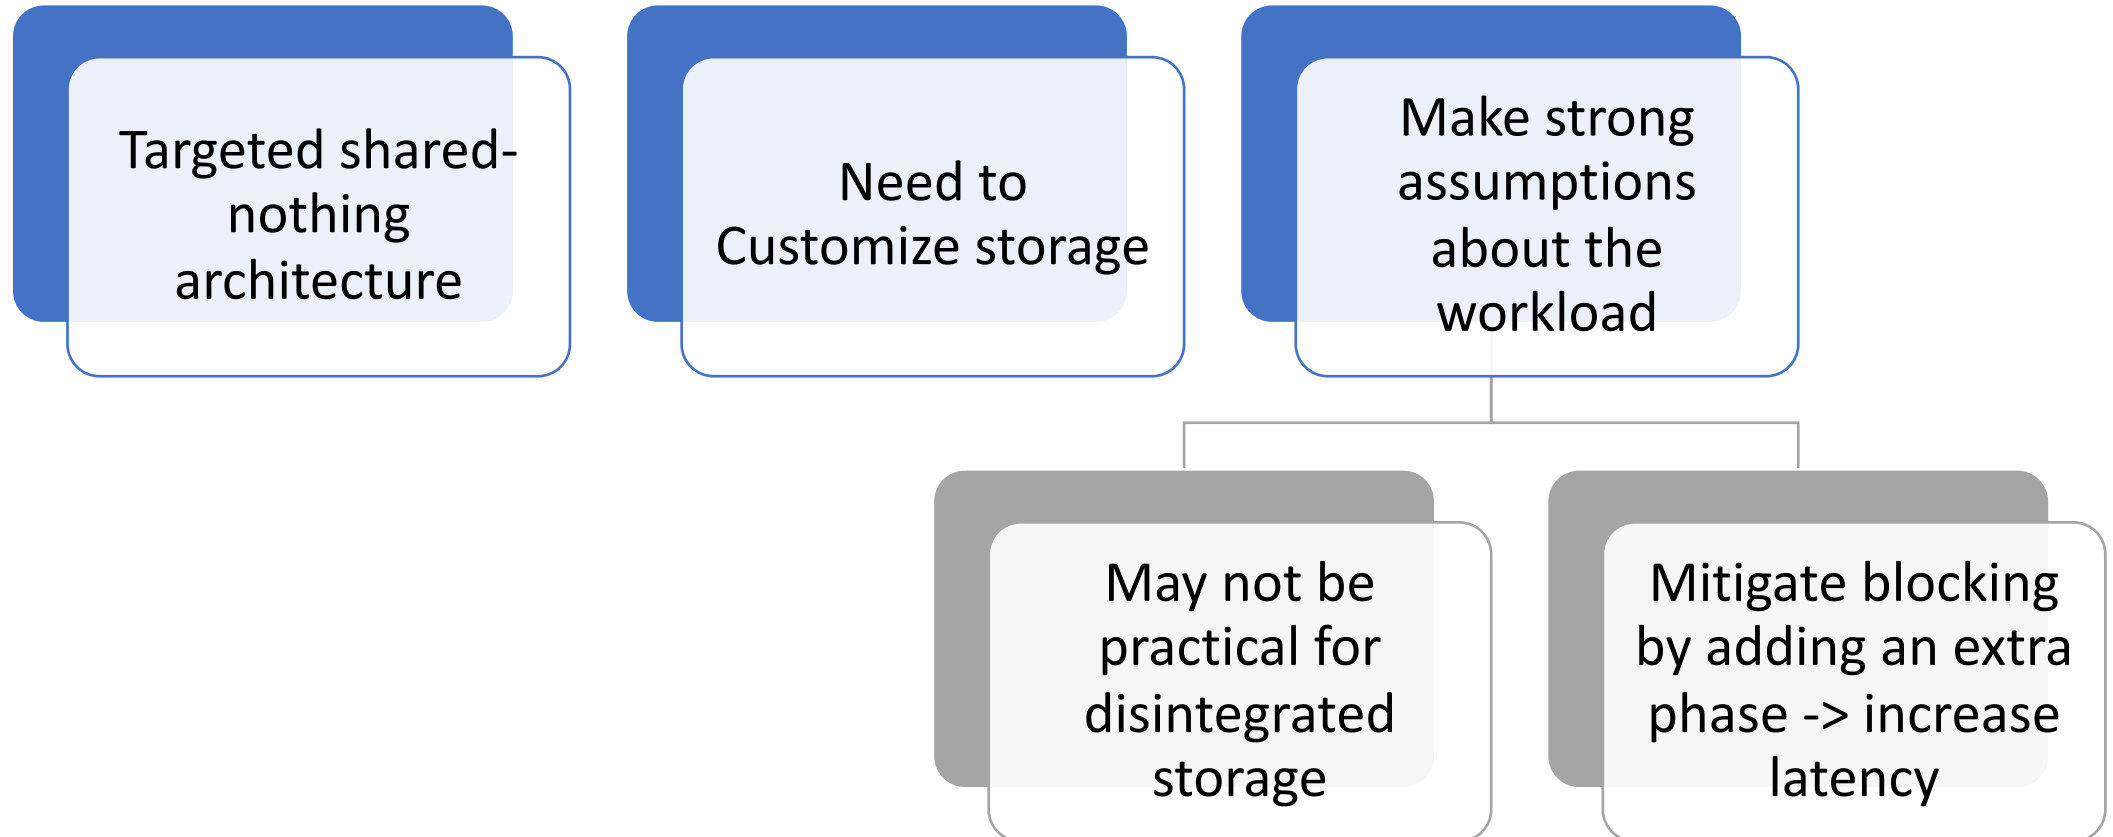 Targeted shared-
nothing
architecture
Need to
Customize storage
Make strong
assumptions
about the
workload
May not be
practical for
disintegrated
storage
Mitigate blocking
by adding an extra
phase -> increase
latency